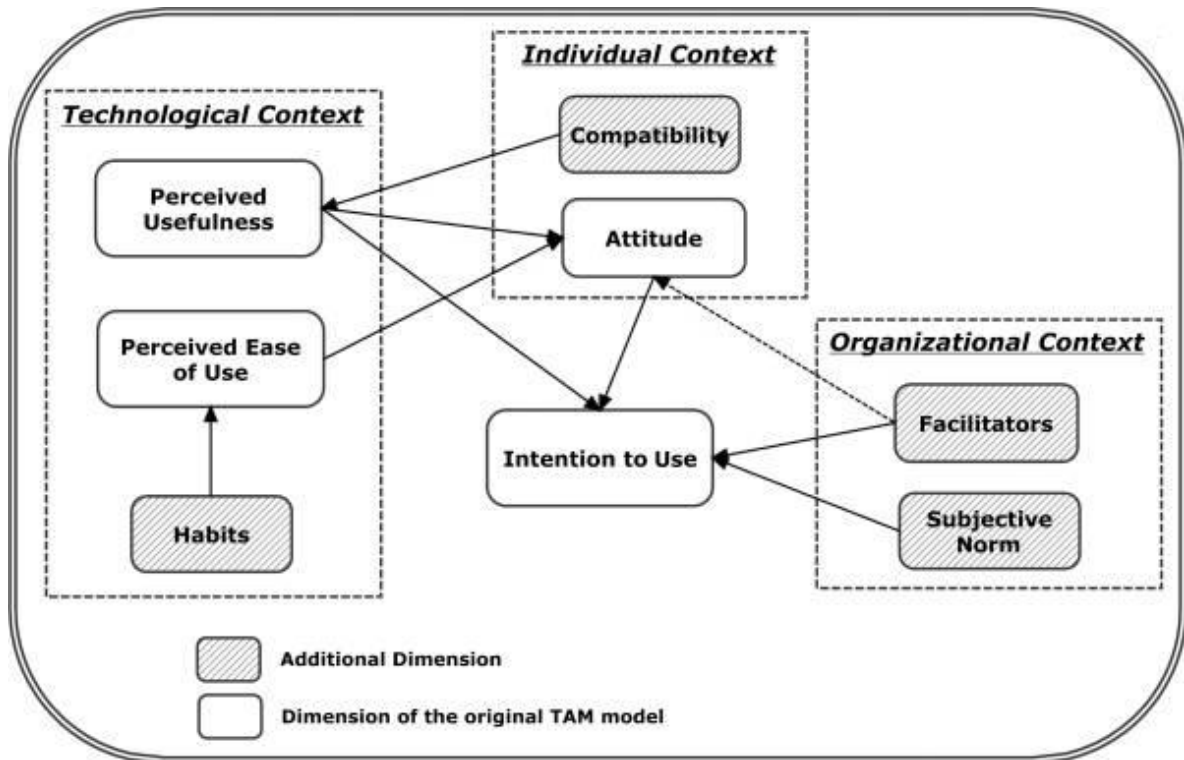 Individual Context
Compatibility
Attitude
Technological Context
Perceived
Usefulness
Perceived Ease
of Use
Habits
Intention to Use
Organizational Context
Facilitators
Subjective
Norm
Additional Dimension
Dimension of the original TAM model